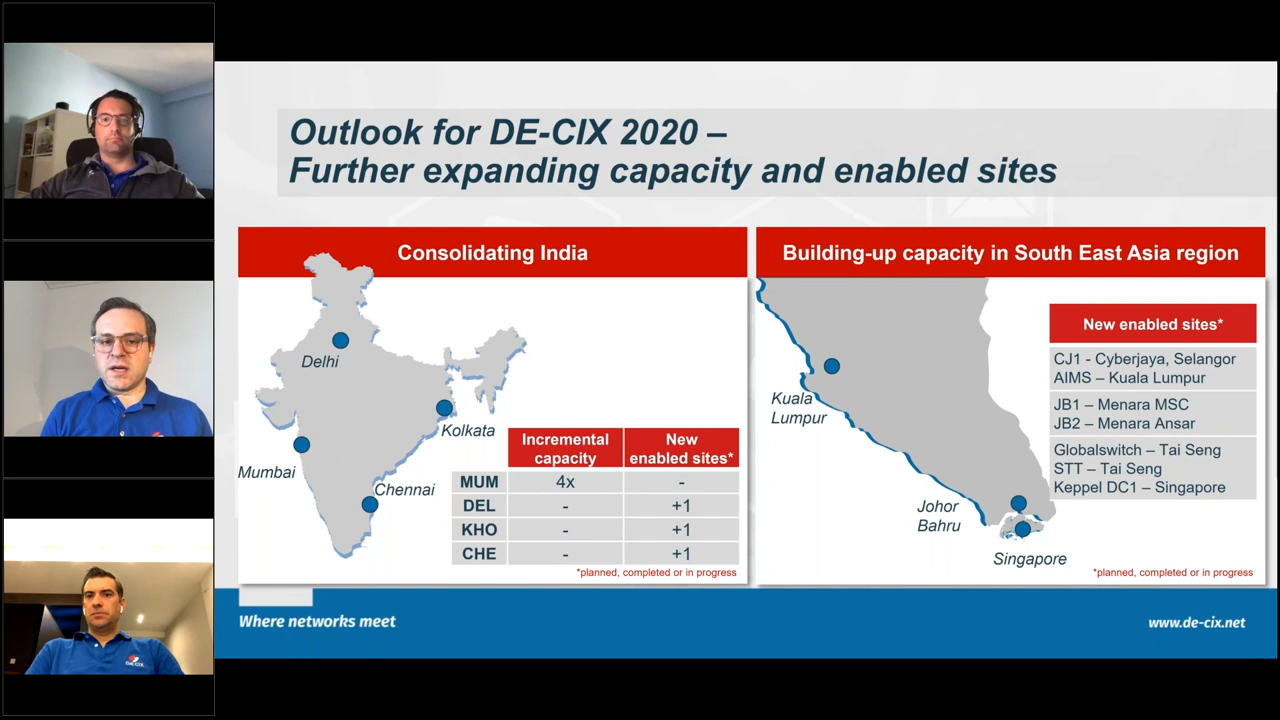 Outlook for DE-CIX 2020 –
Further expanding capacity and enabled sites
Consolidating India
Delhi
Kolkata
Mumbai
Chennai
Incremental capacity | New enabled sites*
MUM 4x -
DEL - +1
KHO - +1
CHE - +1
*planned, completed or in progress
Building-up capacity in South East Asia region
Kuala
Lumpur
Johor
Bahru
Singapore
New enabled sites*
CJ1 - Cyberjaya, Selangor
AIMS – Kuala Lumpur
JB1 – Menara MSC
JB2 – Menara Ansar
Globalswitch – Tai Seng
STT – Tai Seng
Keppel DC1 – Singapore
*planned, completed or in progress
Where networks meet
www.de-cix.net
DE-CIX